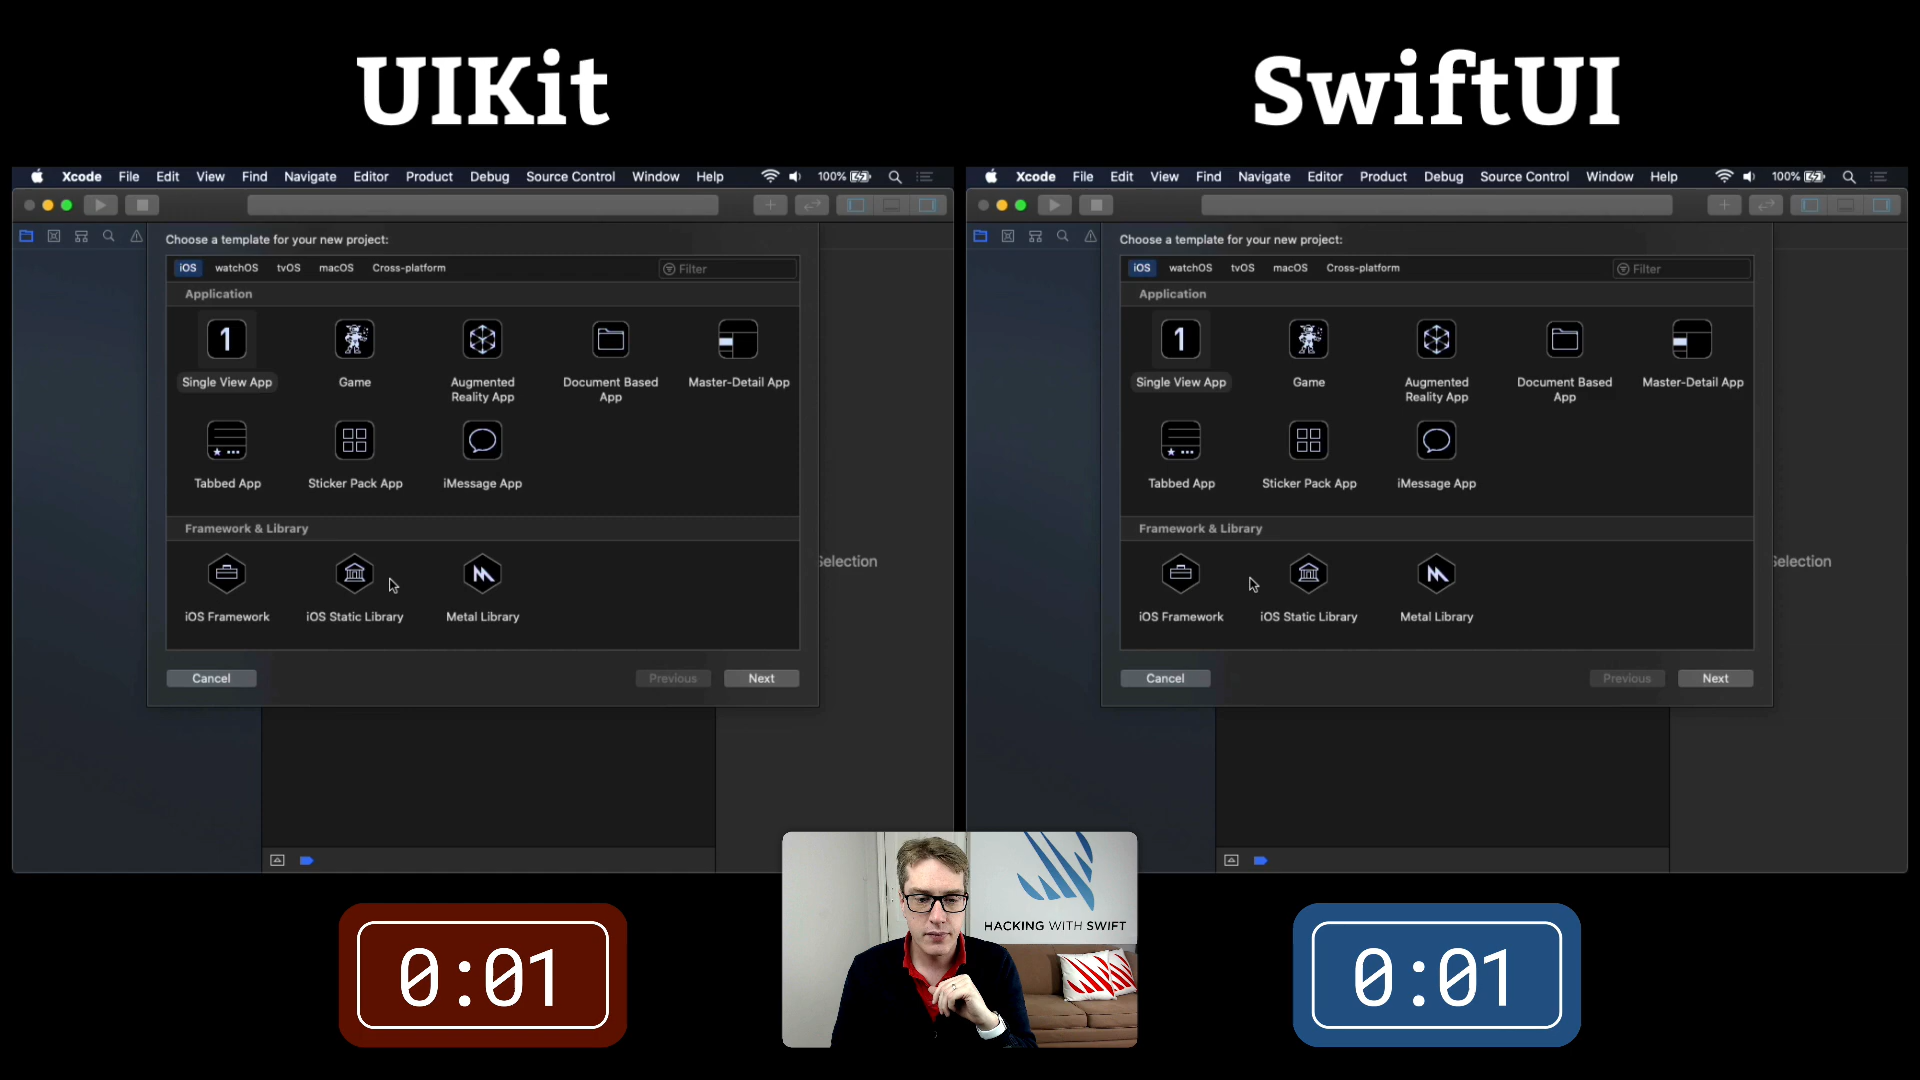 UIKit
SwiftUI
Xcode File Edit View Find Navigate Editor Product Debug Source Control Window Help 100%
Choose a template for your new project:
iOS watchOS tvOS macOS Cross-platform Filter
Application
1
Single View App Game Augmented Reality App Document Based App Master-Detail App
Tabbed App Sticker Pack App iMessage App
Framework & Library
Selection
iOS Framework iOS Static Library Metal Library
Cancel Previous Next
Xcode File Edit View Find Navigate Editor Product Debug Source Control Window Help 100%
Choose a template for your new project:
iOS watchOS tvOS macOS Cross-platform Filter
Application
1
Single View App Game Augmented Reality App Document Based App Master-Detail App
Tabbed App Sticker Pack App iMessage App
Framework & Library
Selection
iOS Framework iOS Static Library Metal Library
Cancel Previous Next
HACKING WITH SWIFT
0:01
0:01